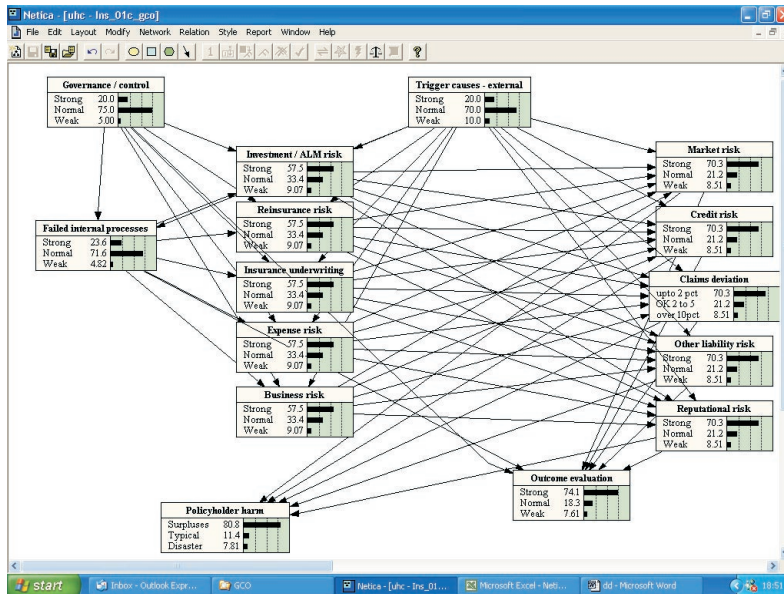 Netica - [uhc - Ins_01c_gco]
File Edit Layout Modify Network Relation Style Report Window Help
Governance / control
Strong 20.0
Normal 75.0
Weak 5.00
Trigger causes - external
Strong 20.0
Normal 70.0
Weak 10.0
Investment / ALM risk
Strong 57.5
Normal 33.4
Weak 9.07
Market risk
Strong 70.3
Normal 21.2
Weak 8.51
Reinsurance risk
Strong 57.5
Normal 33.4
Weak 9.07
Credit risk
Strong 70.3
Normal 21.2
Weak 8.51
Failed internal processes
Strong 23.6
Normal 71.6
Weak 4.82
Insurance underwriting
Strong 57.5
Normal 33.4
Weak 9.07
Claims deviation
upto 2 pct 70.3
OK 2 to 5 21.2
over 10pct 8.51
Expense risk
Strong 57.5
Normal 33.4
Weak 9.07
Other liability risk
Strong 70.3
Normal 21.2
Weak 8.51
Business risk
Strong 57.5
Normal 33.4
Weak 9.07
Reputational risk
Strong 70.3
Normal 21.2
Weak 8.51
Outcome evaluation
Strong 74.1
Normal 18.3
Weak 7.61
Policyholder harm
Surpluses 80.8
Typical 11.4
Disaster 7.81
start
Inbox - Outlook Expr...
GCO
Netica - [uhc - Ins_01...
Microsoft Excel - Neti...
dd - Microsoft Word
18:51